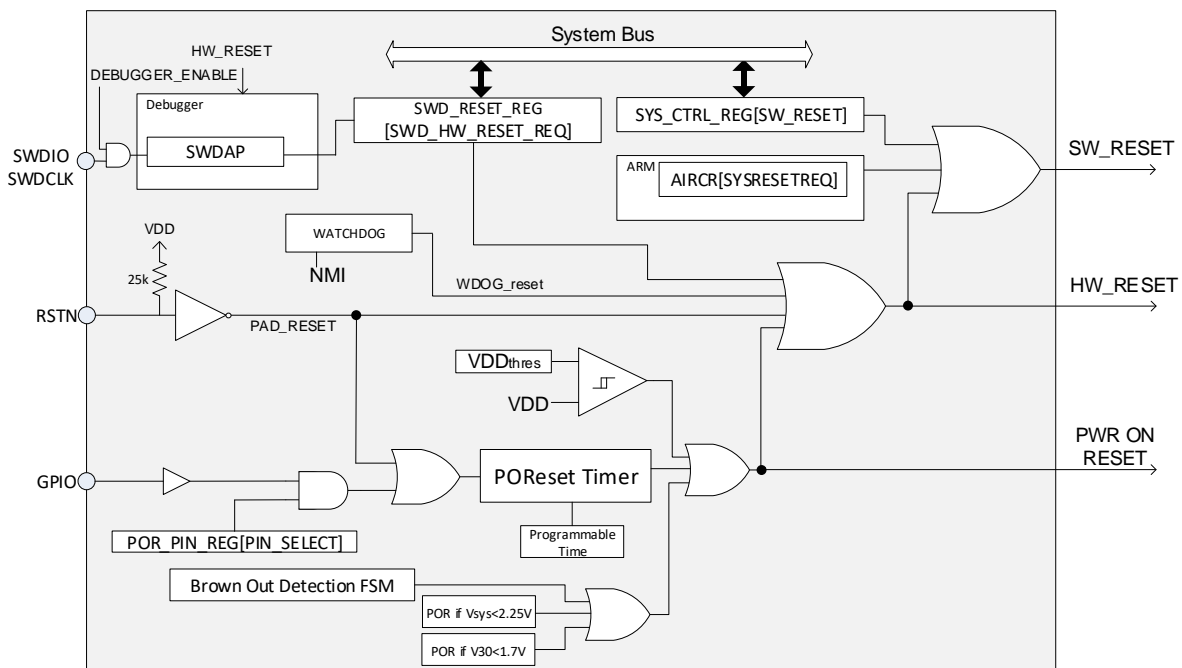 System Bus
HW_RESET
DEBUGGER_ENABLE
Debugger
SWDAP
SWD_RESET_REG
[SWD_HW_RESET_REQ]
SYS_CTRL_REG[SW_RESET]
SWDIO
SWDCLK
ARM
AIRCR[SYSRESETREQ]
SW_RESET
VDD
25k
WATCHDOG
NMI
WDOG_reset
HW_RESET
RSTN
PAD_RESET
VDDthres
VDD
PWR ON
RESET
GPIO
POReset Timer
POR_PIN_REG[PIN_SELECT]
Programmable
Time
Brown Out Detection FSM
POR if Vsys<2.25V
POR if V30<1.7V